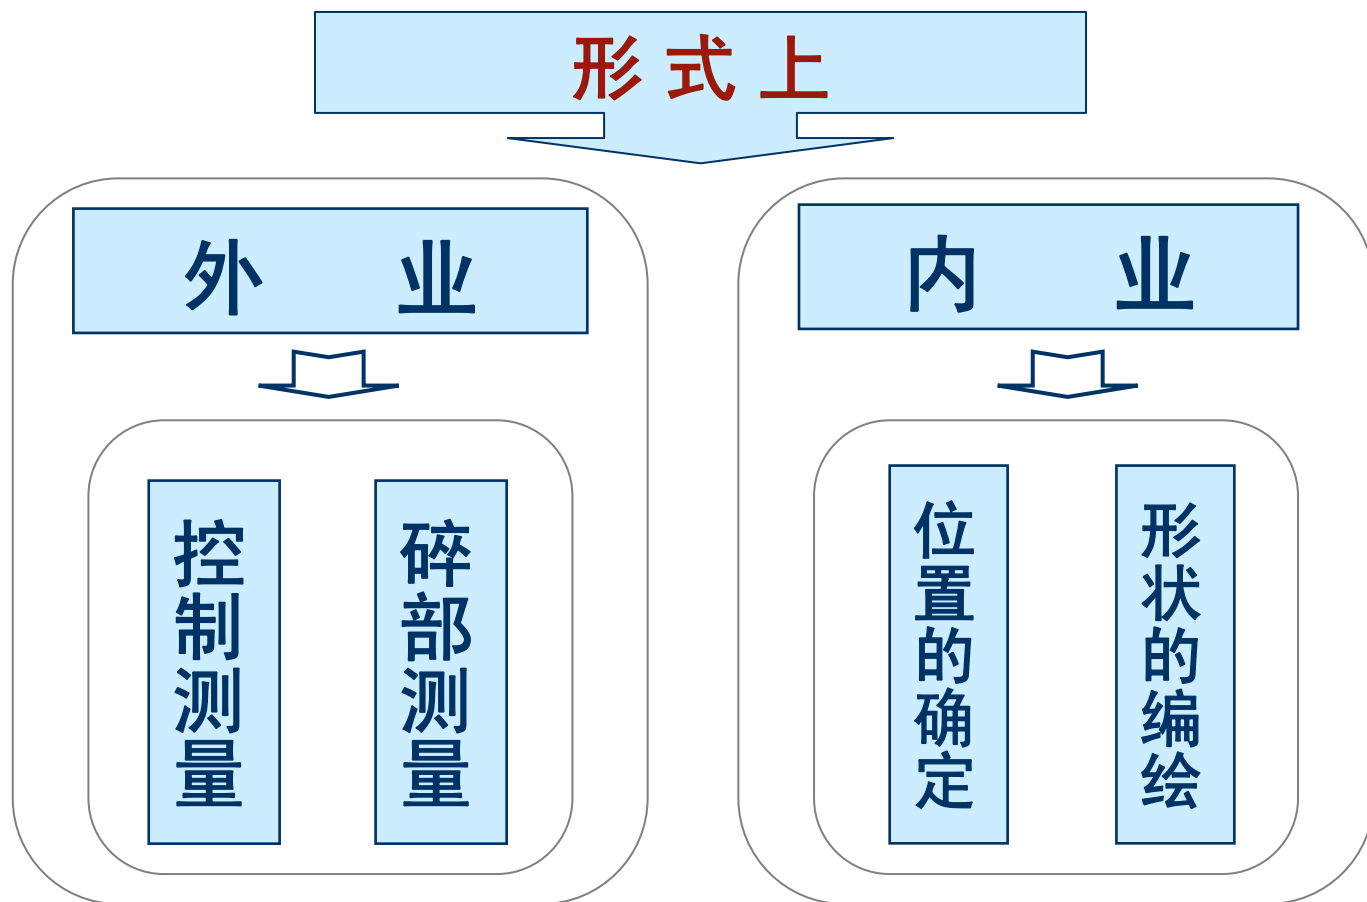 形式上
外 业
内 业
控制测量
碎部测量
位置的确定
形状的编绘